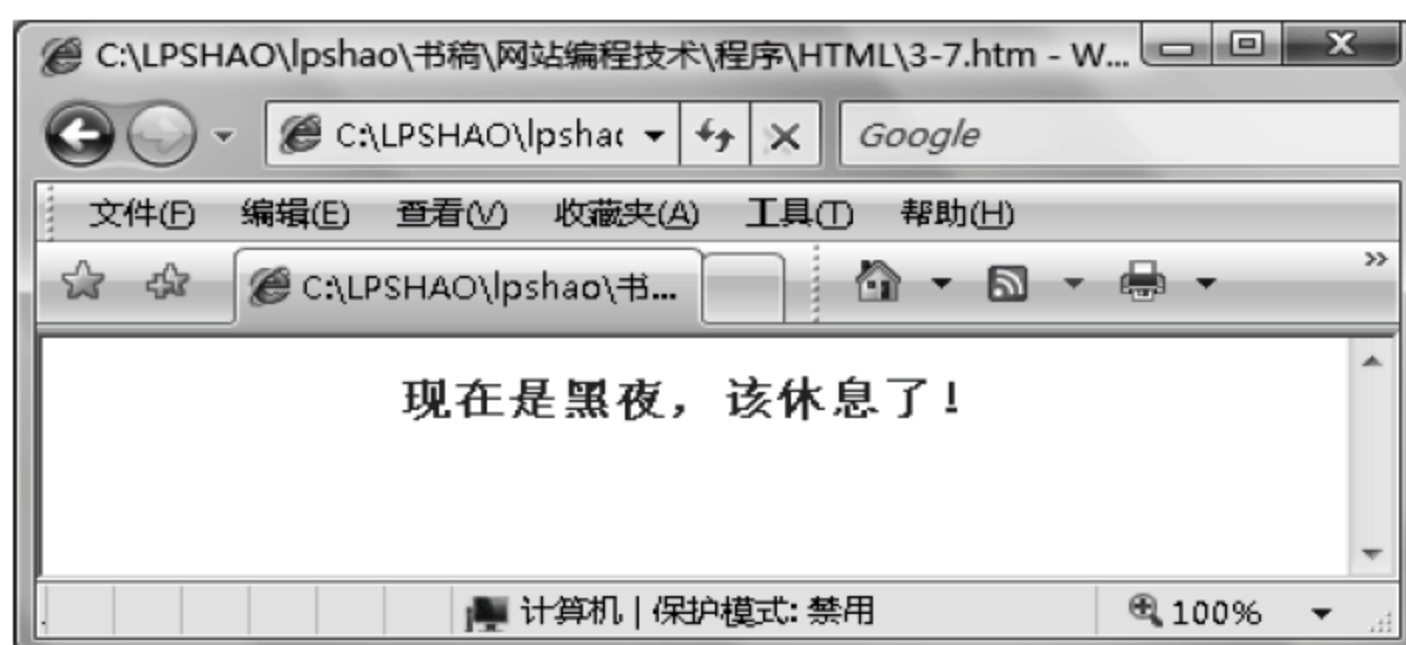 C:\LPSHAO\lpshao\书稿\网站编程技术\程序\HTML\3-7.htm - W...
C:\LPSHAO\lpshac Google
文件(F) 编辑(E) 查看(V) 收藏夹(A) 工具(T) 帮助(H)
C:\LPSHAO\lpshao\书... »
现在是黑夜，该休息了！
计算机 | 保护模式: 禁用 100%